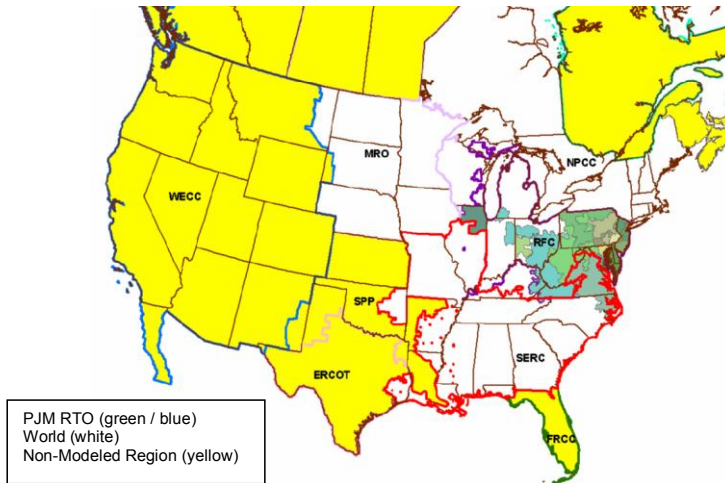 MRO
NPCC
WECC
RFC
SPP
SERC
ERCOT
FRCC
PJM RTO (green / blue)
World (white)
Non-Modeled Region (yellow)